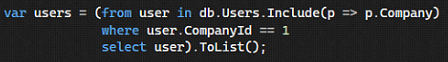 var users = (from user in db.Users.Include(p => p.Company)
where user.CompanyId == 1
select user).ToList();